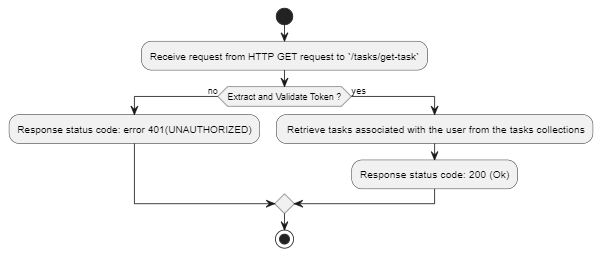 Receive request from HTTP GET request to '/tasks/get-task'
no
Extract and Validate Token ?
yes
Response status code: error 401(UNAUTHORIZED)
Retrieve tasks associated with the user from the tasks collections
Response status code: 200 (Ok)